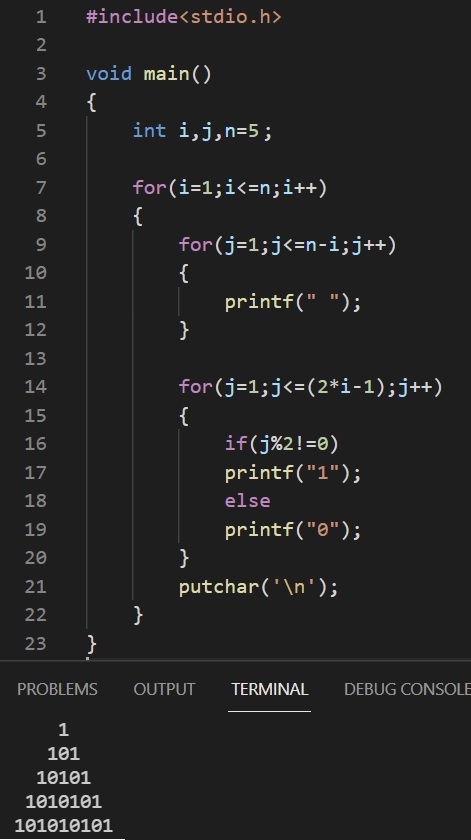 1 #include<stdio.h>
2
3 void main()
4 {
5     int i,j,n=5;
6
7     for(i=1;i<=n;i++)
8     {
9         for(j=1;j<=n-i;j++)
10         {
11             printf(" ");
12         }
13
14         for(j=1;j<=(2*i-1);j++)
15         {
16             if(j%2!=0)
17             printf("1");
18             else
19             printf("0");
20         }
21         putchar('\n');
22     }
23 }
PROBLEMS OUTPUT TERMINAL DEBUG CONSOLE
    1
   101
  10101
 1010101
101010101